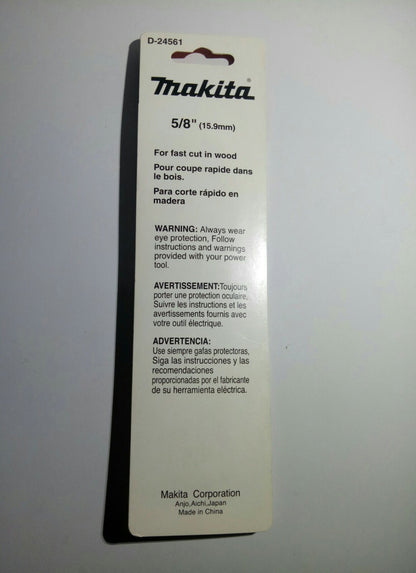 D-24561
makita®
5/8" (15.9mm)
For fast cut in wood
Pour coupe rapide dans
le bois.
Para corte rápido en
madera
WARNING: Always wear
eye protection, Follow
instructions and warnings
provided with your power
tool.
AVERTISSEMENT:Toujours
porter une protection oculaire,
Suivre les instructions et les
avertissements fournis avec
votre outil électrique.
ADVERTENCIA:
Use siempre gafas protectoras,
Siga las instrucciones y las
recomendaciones
proporcionadas por el fabricante
de su herramienta eléctrica.
Makita Corporation
Anjo,Aichi,Japan
Made in China